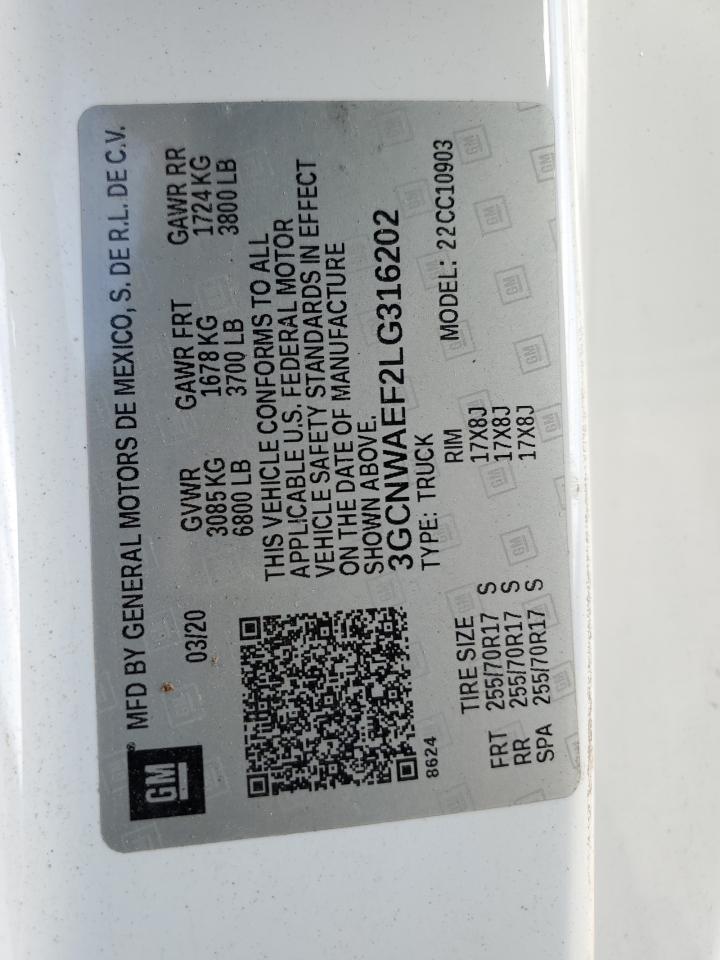 GM
® MFD BY GENERAL MOTORS DE MEXICO, S. DE R.L. DE C.V.
03/20 GVWR GAWR FRT GAWR RR
3085 KG 1678 KG 1724 KG
6800 LB 3700 LB 3800 LB
THIS VEHICLE CONFORMS TO ALL
APPLICABLE U.S. FEDERAL MOTOR
VEHICLE SAFETY STANDARDS IN EFFECT
ON THE DATE OF MANUFACTURE
SHOWN ABOVE.
3GCNWAEF2LG316202
8624 TYPE: TRUCK MODEL: 22CC10903
TIRE SIZE RIM
FRT 255/70R17 S 17X8J
RR 255/70R17 S 17X8J
SPA 255/70R17 S 17X8J